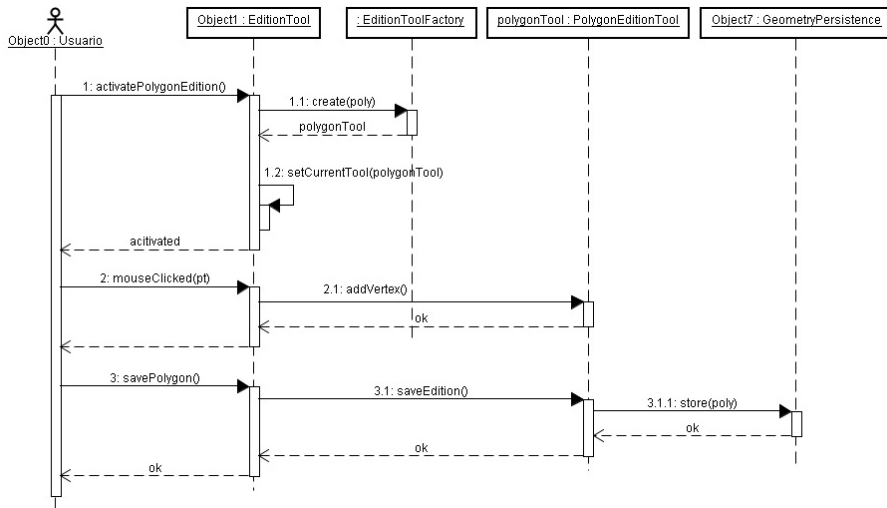 Object0 : Usuario
Object1 : EditionTool
: EditionToolFactory
polygonTool : PolygonEditionTool
Object7 : GeometryPersistence
1: activatePolygonEdition()
1.1: create(poly)
polygonTool
1.2: setCurrentTool(polygonTool)
acitivated
2: mouseClicked(pt)
2.1: addVertex()
ok
3: savePolygon()
3.1: saveEdition()
3.1.1: store(poly)
ok
ok
ok